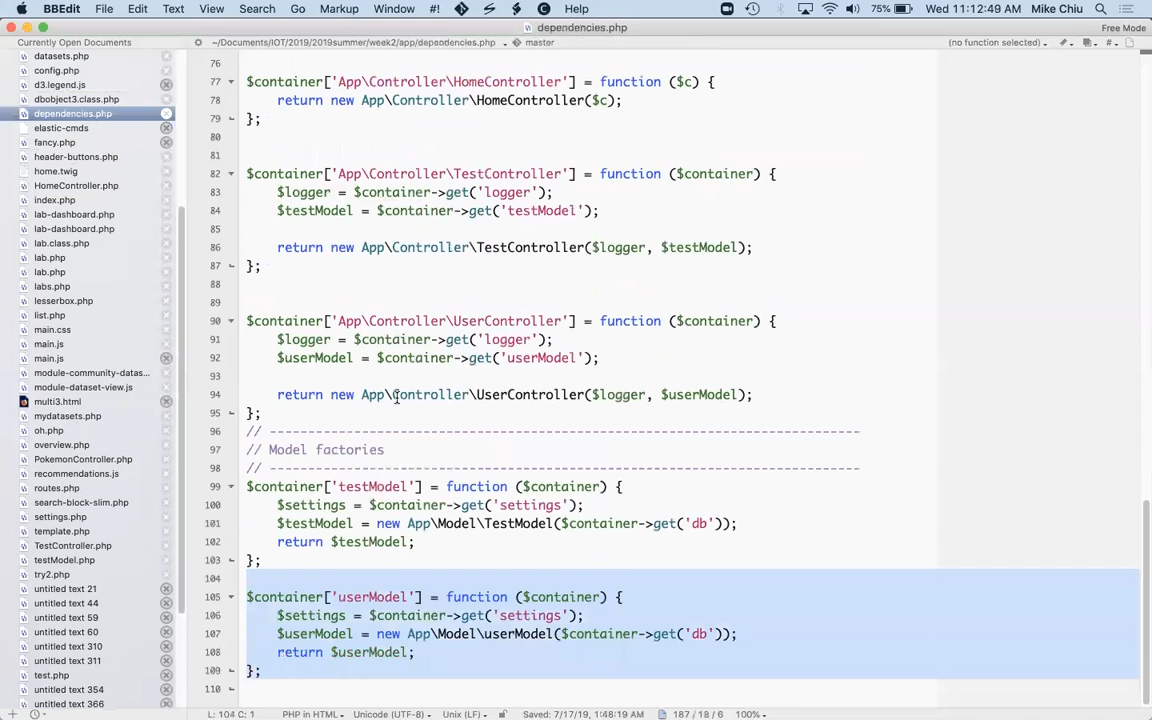 BBEdit File Edit Text View Search Go Markup Window #! Help 75% Wed 11:12:49 AM Mike Chiu
dependencies.php
Free Mode
Currently Open Documents
~/Documents/IOT/2019/2019summer/week2/app/dependencies.php master (no function selected)
datasets.php
config.php
d3.legend.js
dbobject3.class.php
dependencies.php
elastic-cmds
fancy.php
header-buttons.php
home.twig
HomeController.php
index.php
lab-dashboard.php
lab-dashboard.php
lab.class.php
lab.php
lab.php
labs.php
lesserbox.php
list.php
main.css
main.js
main.js
module-community-datas...
module-dataset-view.js
multi3.html
mydatasets.php
oh.php
overview.php
PokemonController.php
recommendations.js
routes.php
search-block-slim.php
settings.php
template.php
TestController.php
testModel.php
try2.php
untitled text 21
untitled text 44
untitled text 59
untitled text 60
untitled text 310
untitled text 311
test.php
untitled text 354
untitled text 366
76
77 $container['App\Controller\HomeController'] = function ($c) {
78 return new App\Controller\HomeController($c);
79 };
80
81
82 $container['App\Controller\TestController'] = function ($container) {
83 $logger = $container->get('logger');
84 $testModel = $container->get('testModel');
85
86 return new App\Controller\TestController($logger, $testModel);
87 };
88
89
90 $container['App\Controller\UserController'] = function ($container) {
91 $logger = $container->get('logger');
92 $userModel = $container->get('userModel');
93
94 return new App\Controller\UserController($logger, $userModel);
95 };
96 // -----------------------------------------------------------------------------
97 // Model factories
98 // -----------------------------------------------------------------------------
99 $container['testModel'] = function ($container) {
100 $settings = $container->get('settings');
101 $testModel = new App\Model\TestModel($container->get('db'));
102 return $testModel;
103 };
104
105 $container['userModel'] = function ($container) {
106 $settings = $container->get('settings');
107 $userModel = new App\Model\userModel($container->get('db'));
108 return $userModel;
109 };
110
L: 104 C: 1 PHP in HTML Unicode (UTF-8) Unix (LF) Saved: 7/17/19, 1:48:19 AM 187 / 18 / 6 100%